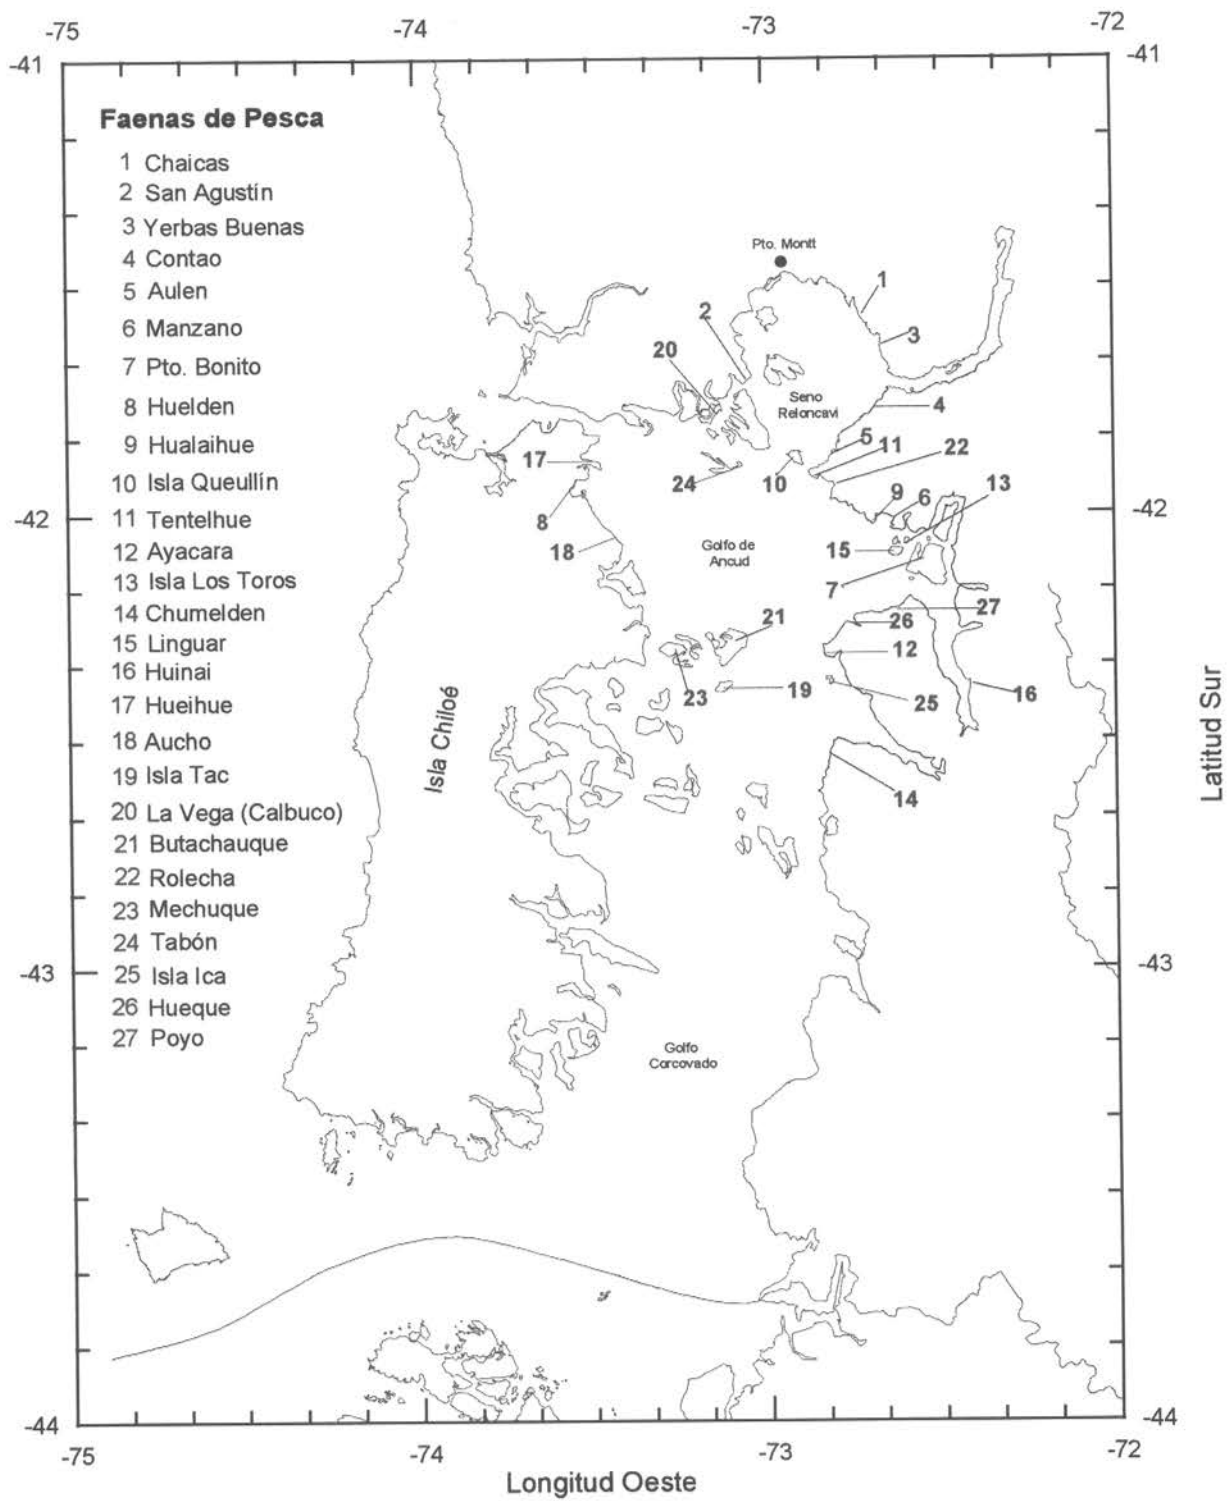 -75
-74
-73
-72
-41
-41
Faenas de Pesca
1 Chaicas
2 San Agustín
3 Yerbas Buenas
4 Contao
5 Aulen
6 Manzano
7 Pto. Bonito
8 Huelden
9 Hualaihue
10 Isla Queullín
11 Tentelhue
12 Ayacara
13 Isla Los Toros
14 Chumelden
15 Linguar
16 Huinai
17 Hueihue
18 Aucho
19 Isla Tac
20 La Vega (Calbuco)
21 Butachauque
22 Rolecha
23 Mechuque
24 Tabón
25 Isla Ica
26 Hueque
27 Poyo
Pto. Montt
1
2
3
20
Seno
Reloncavi
4
5
11
22
17
24
10
9
6
13
-42
-42
8
18
Golfo de
Ancud
15
7
27
21
26
12
23
19
25
16
Isla Chiloé
14
Latitud Sur
-43
-43
Golfo
Corcovado
-44
-44
-75
-74
-73
-72
Longitud Oeste